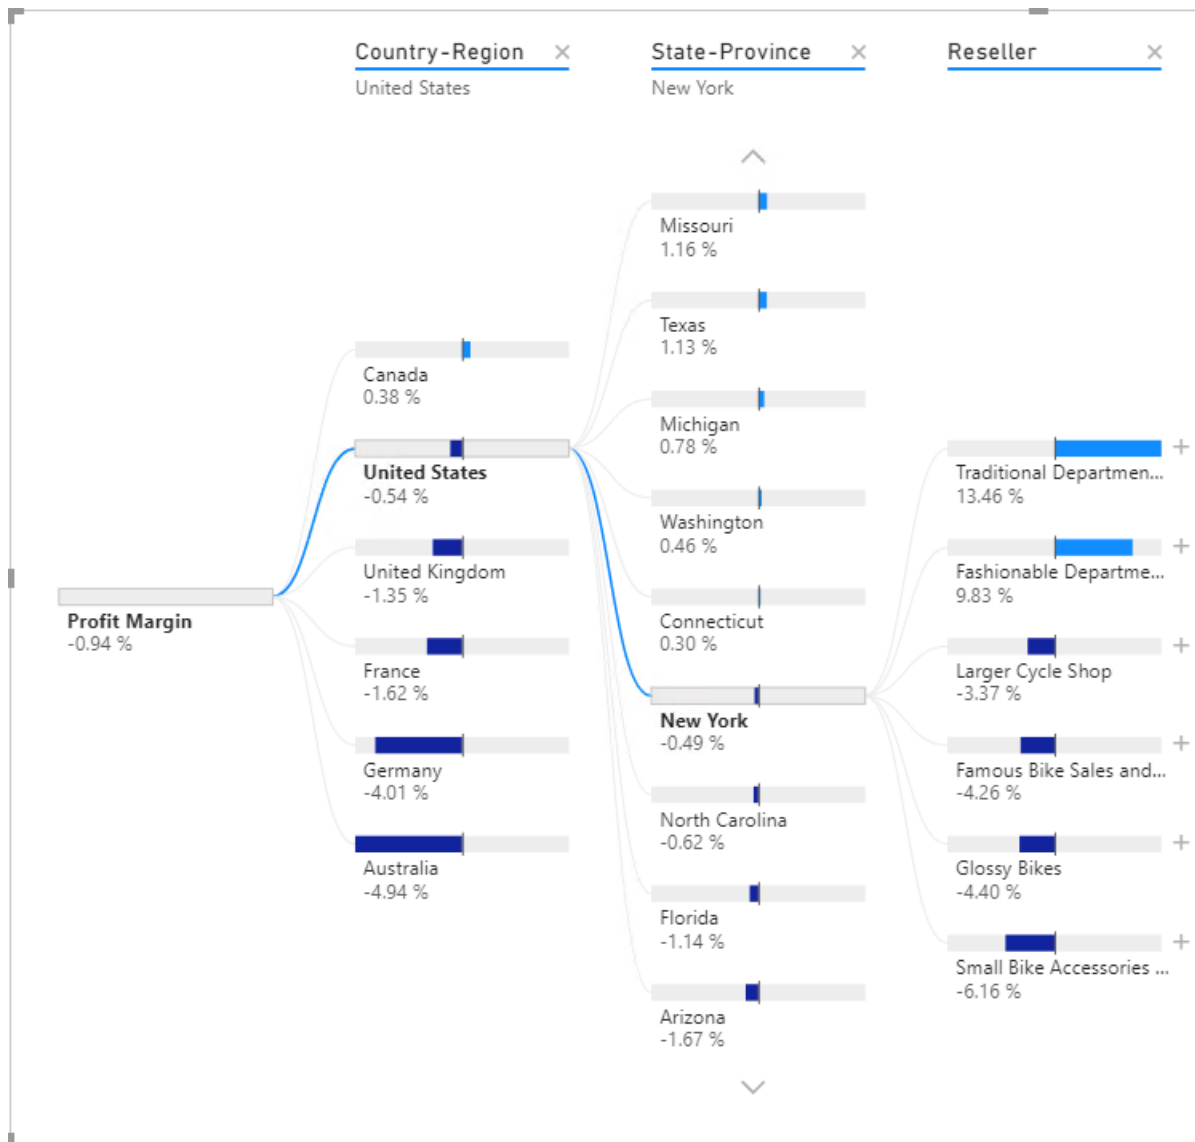 Country-Region
United States
State-Province
New York
Reseller
Profit Margin
-0.94 %
Canada
0.38 %
United States
-0.54 %
United Kingdom
-1.35 %
France
-1.62 %
Germany
-4.01 %
Australia
-4.94 %
Missouri
1.16 %
Texas
1.13 %
Michigan
0.78 %
Washington
0.46 %
Connecticut
0.30 %
New York
-0.49 %
North Carolina
-0.62 %
Florida
-1.14 %
Arizona
-1.67 %
Traditional Departmen...
13.46 %
Fashionable Departme...
9.83 %
Larger Cycle Shop
-3.37 %
Famous Bike Sales and...
-4.26 %
Glossy Bikes
-4.40 %
Small Bike Accessories ...
-6.16 %